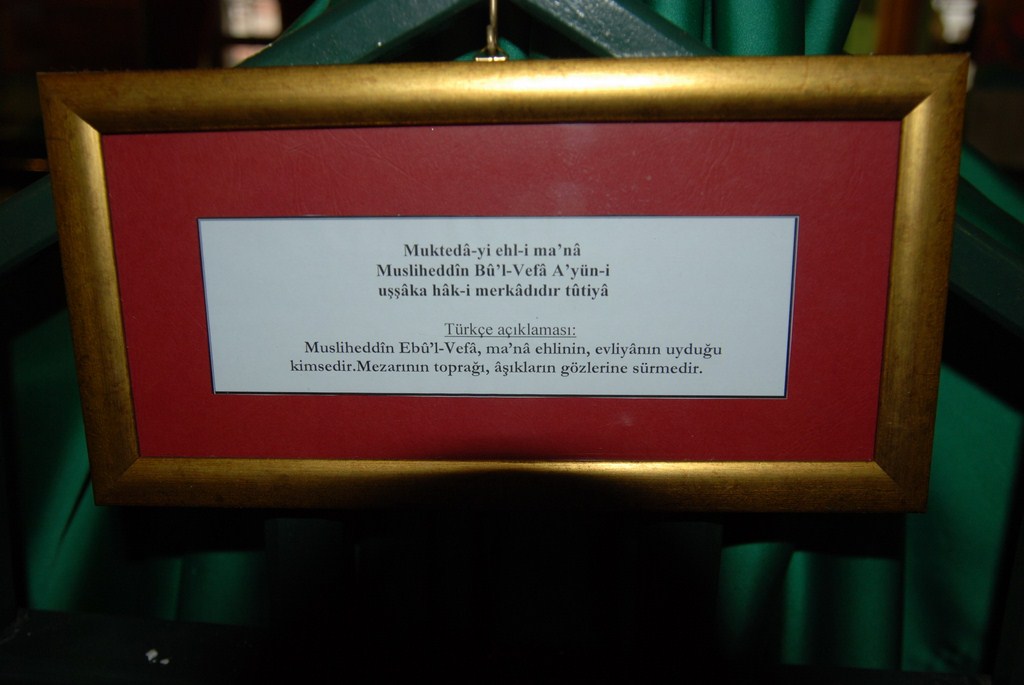 Muktedâ-yi ehl-i ma’nâ
Musliheddîn Bû’l-Vefâ A’yün-i
uşşâka hâk-i merkâdıdır tûtiyâ
Türkçe açıklaması:
Musliheddîn Ebû’l-Vefâ, ma’nâ ehlinin, evliyânın uyduğu
kimsedir.Mezarının toprağı, âşıkların gözlerine sürmedir.